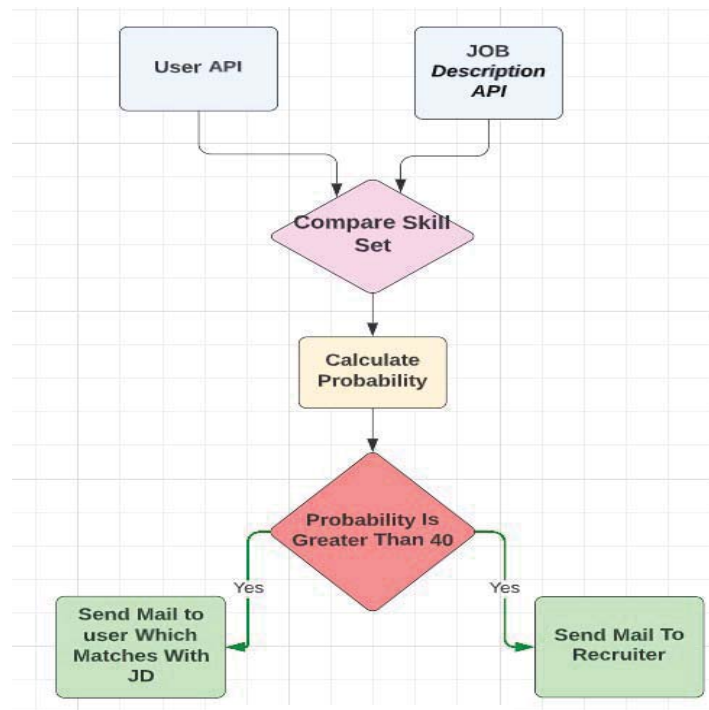 User API
JOB
Description
API
Compare Skill
Set
Calculate
Probability
Probability Is
Greater Than 40
Yes
Yes
Send Mail to
user Which
Matches With
JD
Send Mail To
Recruiter